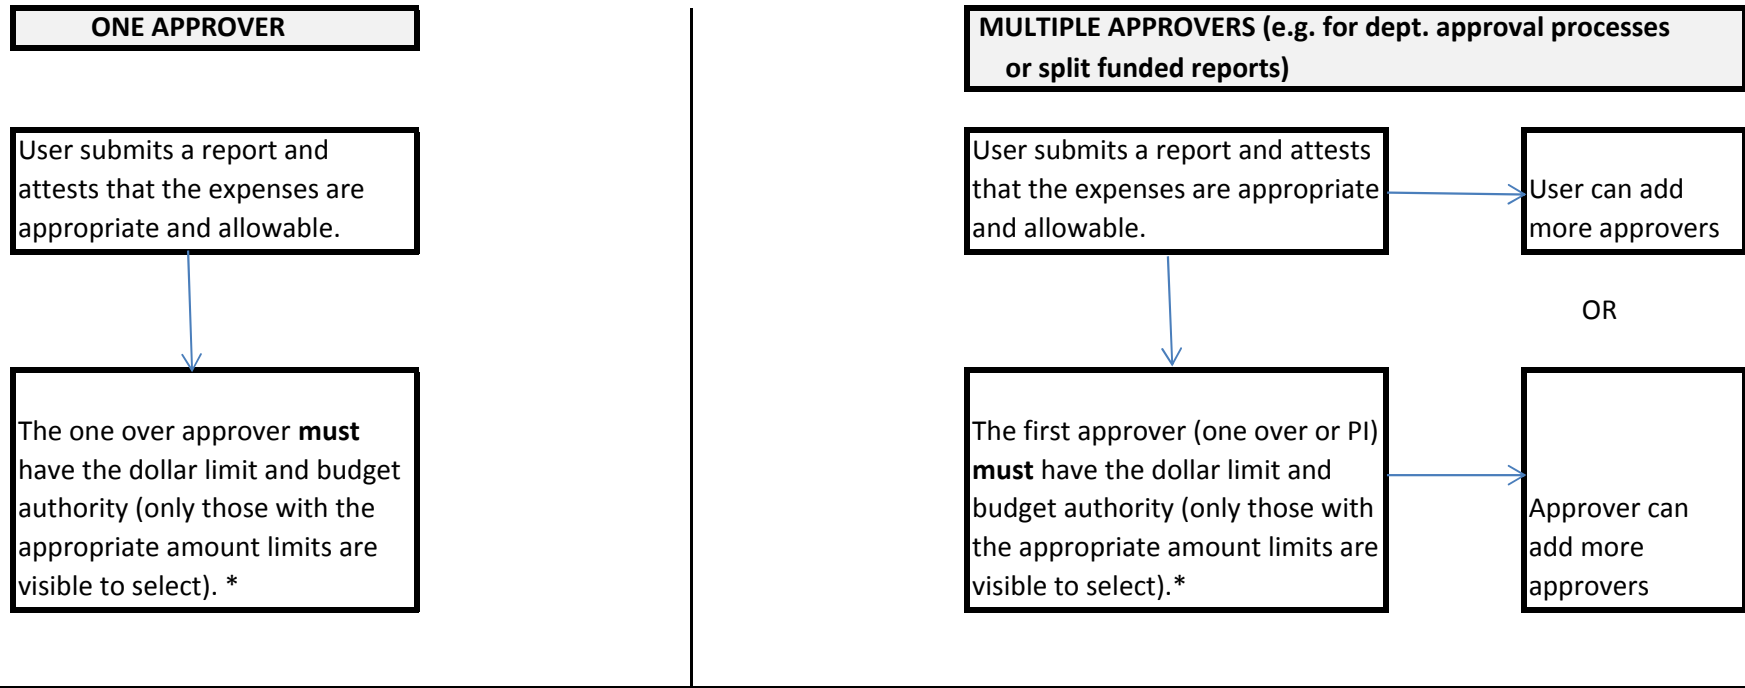 ONE APPROVER
User submits a report and
attests that the expenses are
appropriate and allowable.
The one over approver must
have the dollar limit and budget
authority (only those with the
appropriate amount limits are
visible to select). *
MULTIPLE APPROVERS (e.g. for dept. approval processes
or split funded reports)
User submits a report and attests
that the expenses are appropriate
and allowable.
User can add
more approvers
OR
The first approver (one over or PI)
must have the dollar limit and
budget authority (only those with
the appropriate amount limits are
visible to select).*
Approver can
add more
approvers